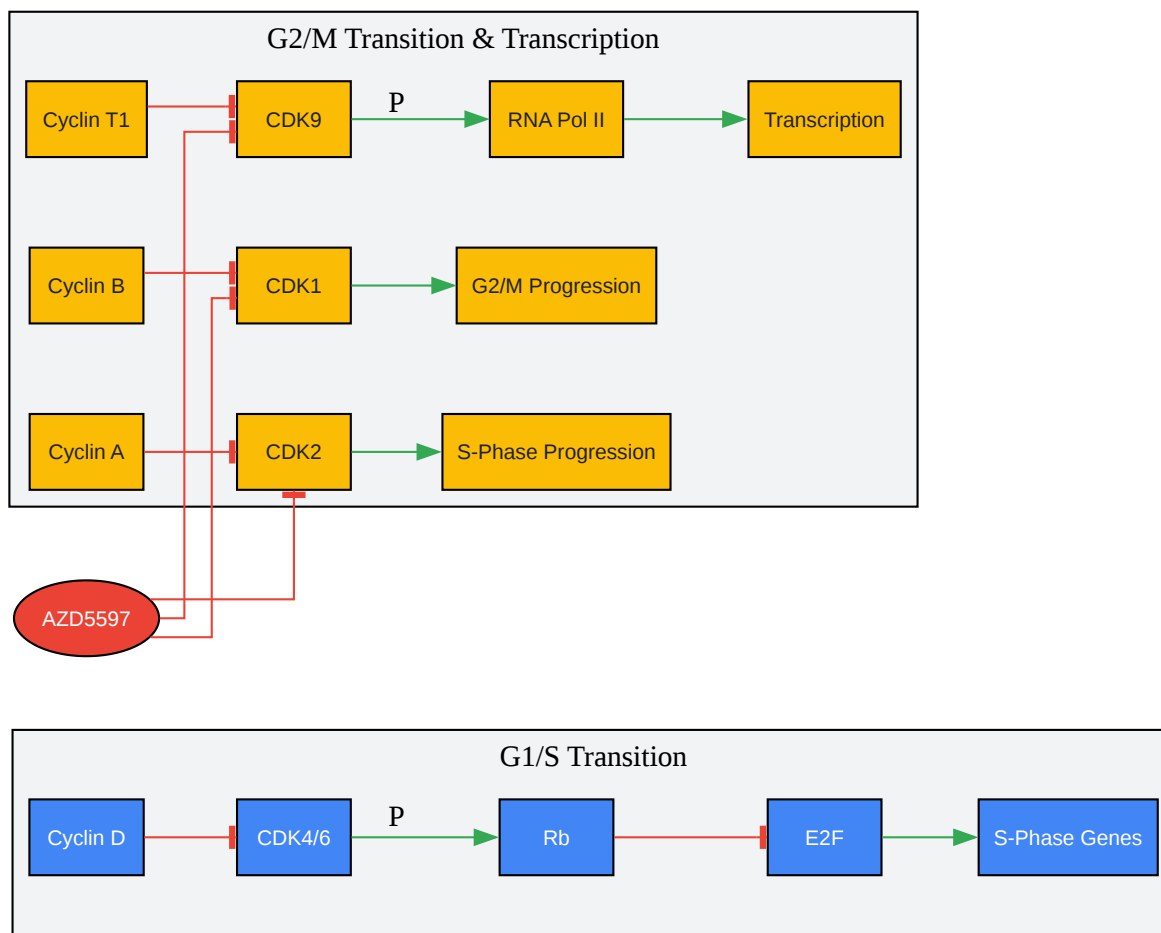 G2/M Transition & Transcription
Cyclin T1
CDK9
P
RNA Pol II
Transcription
Cyclin B
CDK1
G2/M Progression
Cyclin A
CDK2
S-Phase Progression
AZD5597
G1/S Transition
Cyclin D
CDK4/6
P
Rb
E2F
S-Phase Genes